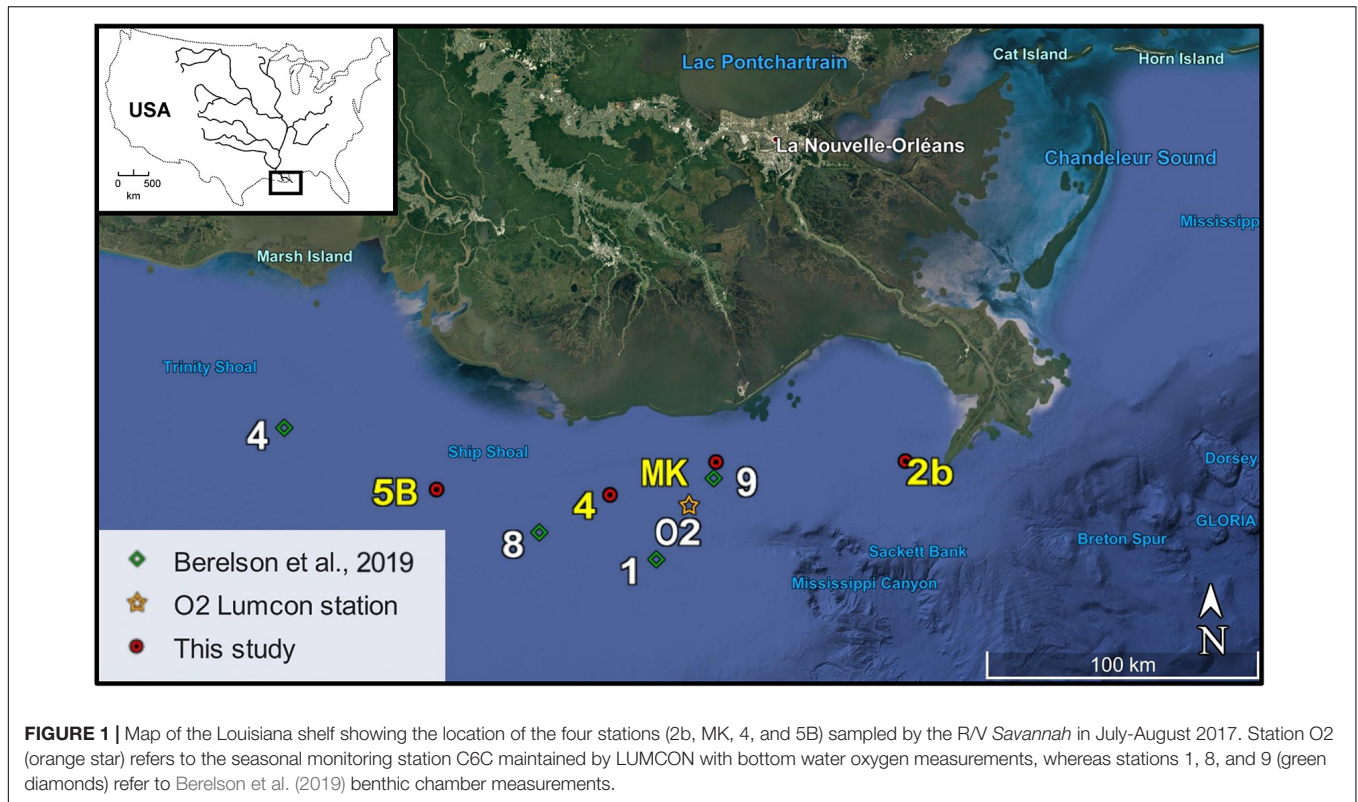 USA
0 500
km
Lac Pontchartrain
Cat Island
Horn Island
La Nouvelle-Orléans
Chandeleur Sound
Mississipp
Marsh Island
Trinity Shoal
4
Ship Shoal
5B
4
MK
9
2b
Dorsey
O2
8
1
GLORIA
Breton Spur
Sackett Bank
Mississippi Canyon
Berelson et al., 2019
O2 Lumcon station
This study
N
100 km
FIGURE 1 | Map of the Louisiana shelf showing the location of the four stations (2b, MK, 4, and 5B) sampled by the R/V Savannah in July-August 2017. Station O2
(orange star) refers to the seasonal monitoring station C6C maintained by LUMCON with bottom water oxygen measurements, whereas stations 1, 8, and 9 (green
diamonds) refer to Berelson et al. (2019) benthic chamber measurements.